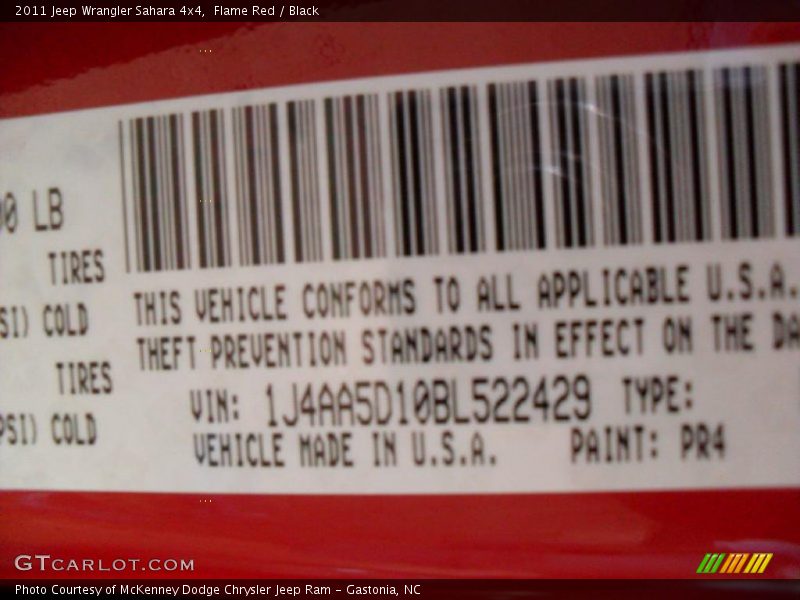 2011 Jeep Wrangler Sahara 4x4,  Flame Red / Black
0 LB
TIRES
SI) COLD
TIRES
PSI) COLD
THIS VEHICLE CONFORMS TO ALL APPLICABLE U.S.A.
THEFT PREVENTION STANDARDS IN EFFECT ON THE DA
VIN: 1J4AA5D10BL522429 TYPE:
VEHICLE MADE IN U.S.A. PAINT: PR4
GTCARLOT.COM
Photo Courtesy of McKenney Dodge Chrysler Jeep Ram - Gastonia, NC